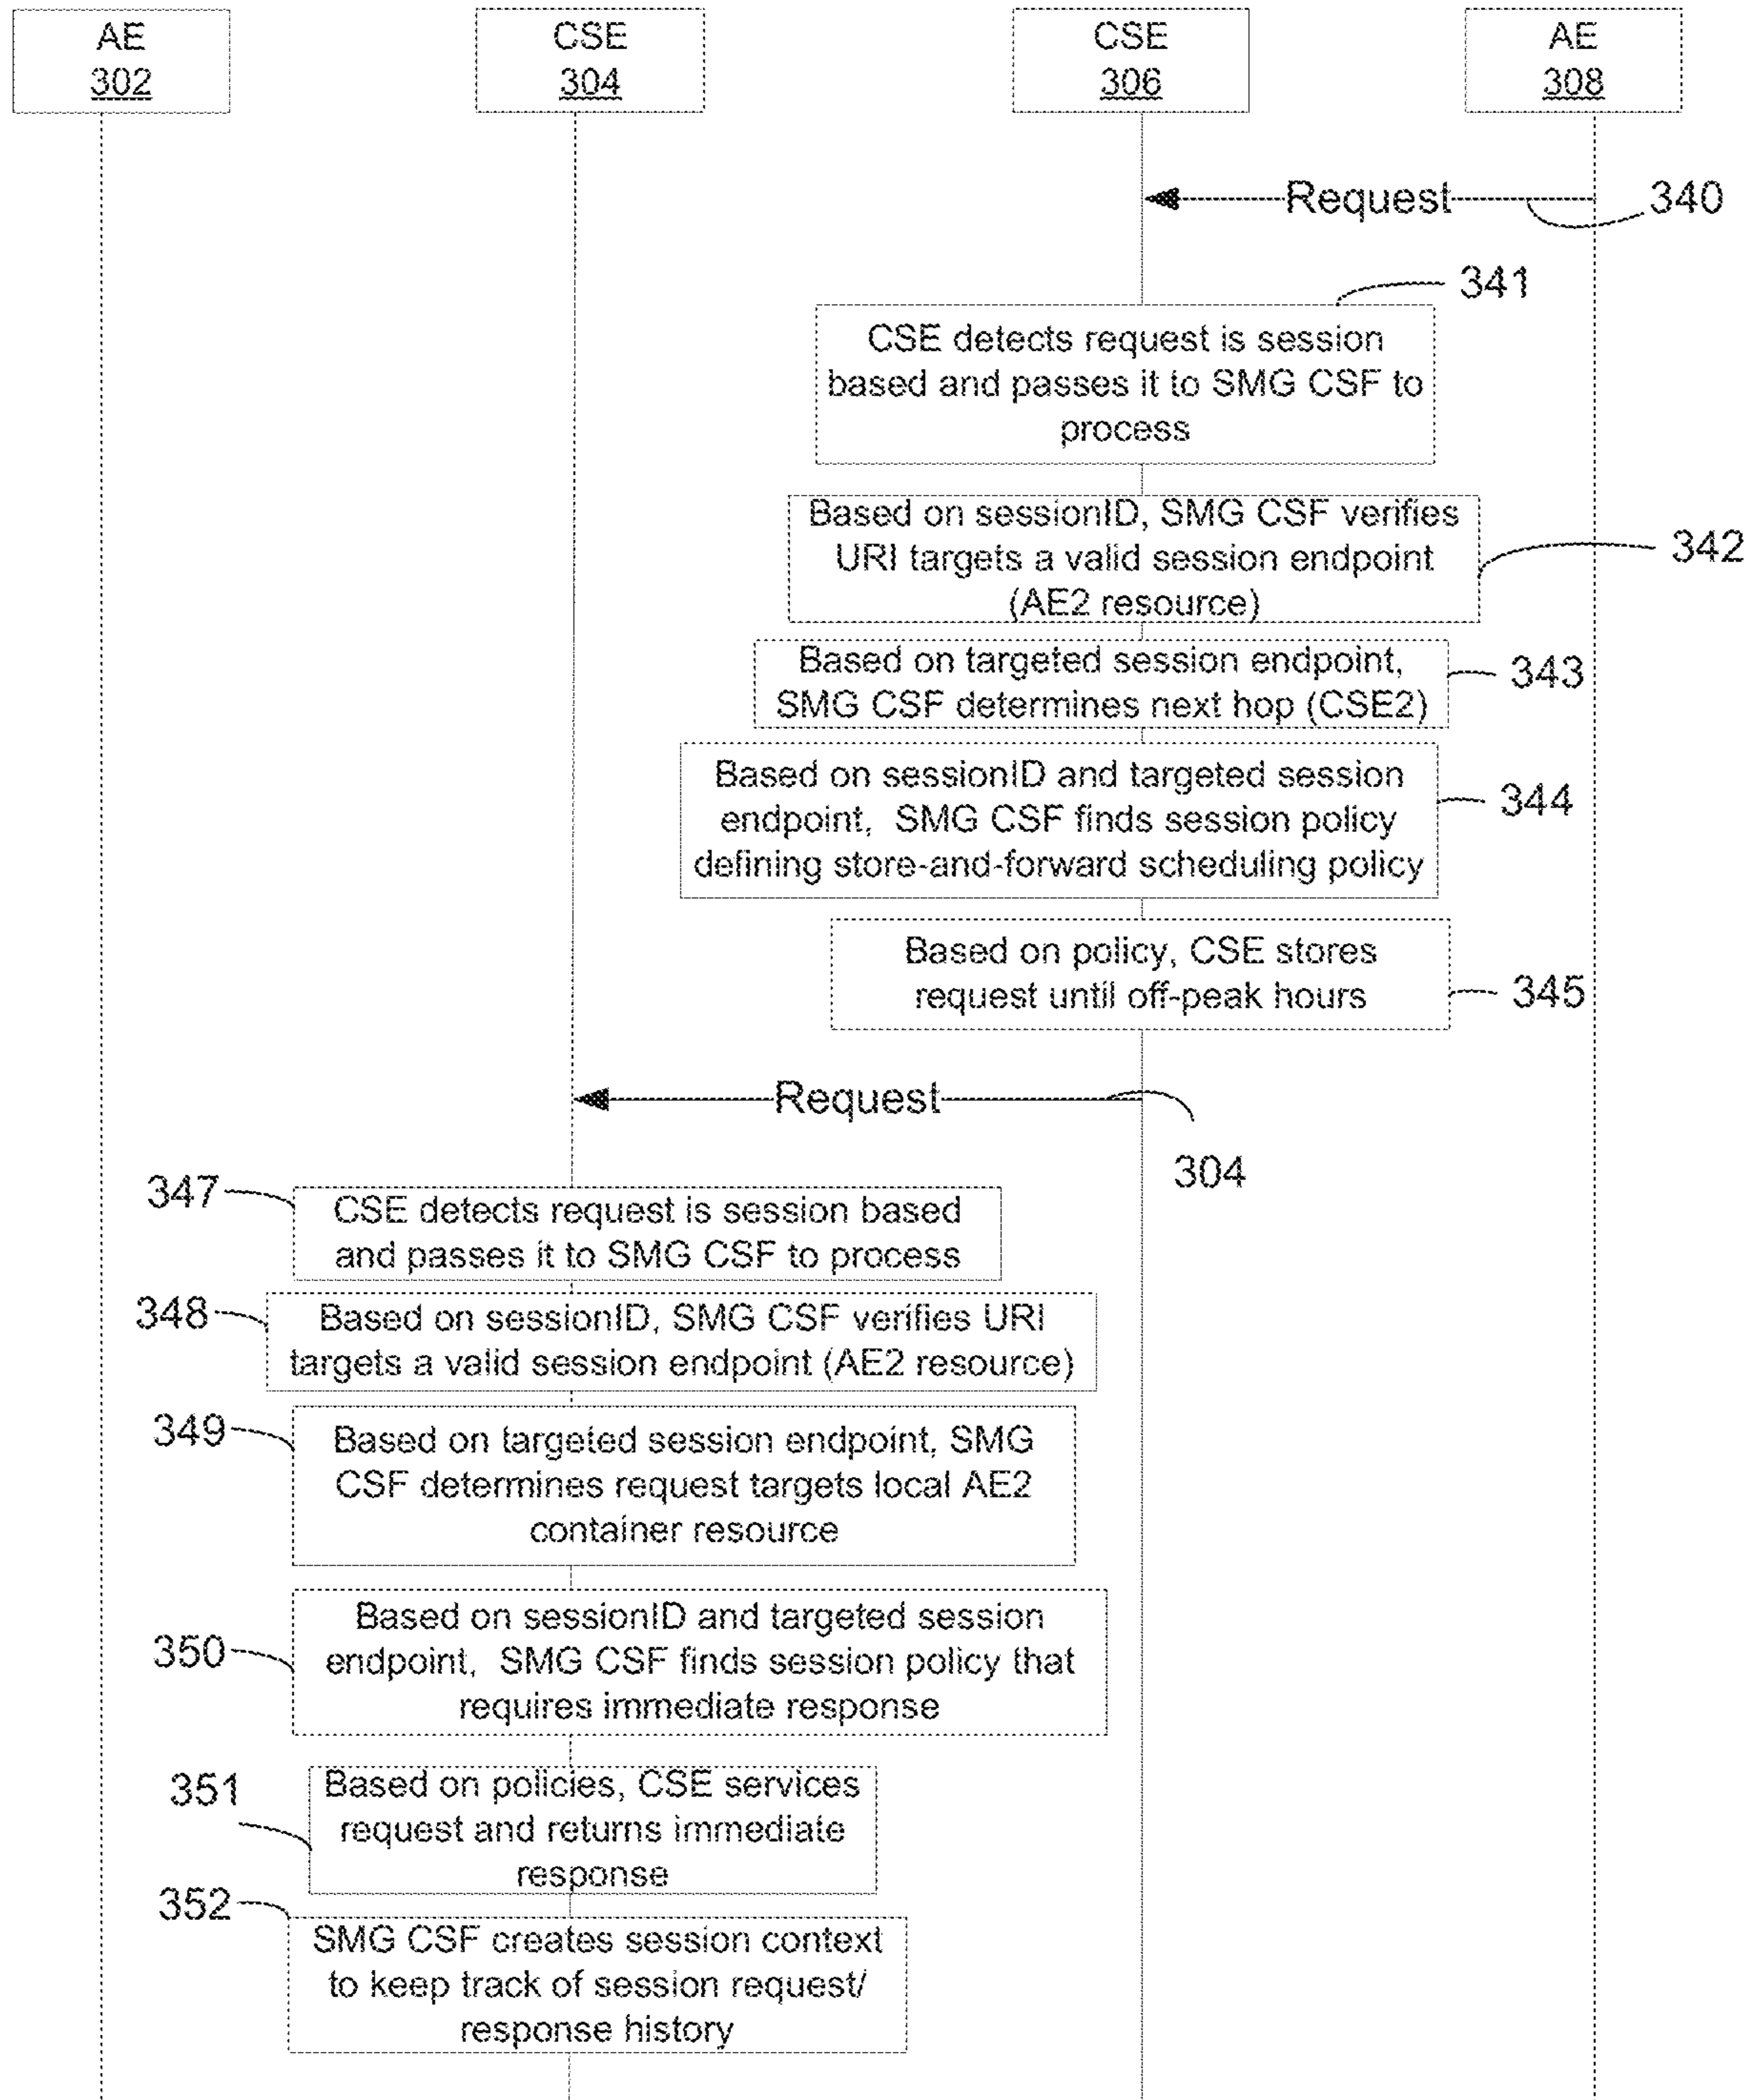 AE
302
CSE
304
CSE
306
AE
308
Request
340
341
CSE detects request is session
based and passes it to SMG CSF to
process
Based on sessionID, SMG CSF verifies
URI targets a valid session endpoint
(AE2 resource)
342
Based on targeted session endpoint,
SMG CSF determines next hop (CSE2)
343
Based on sessionID and targeted session
endpoint, SMG CSF finds session policy
defining store-and-forward scheduling policy
344
Based on policy, CSE stores
request until off-peak hours
345
Request
304
347
CSE detects request is session based
and passes it to SMG CSF to process
348
Based on sessionID, SMG CSF verifies URI
targets a valid session endpoint (AE2 resource)
349
Based on targeted session endpoint, SMG
CSF determines request targets local AE2
container resource
350
Based on sessionID and targeted session
endpoint, SMG CSF finds session policy that
requires immediate response
351
Based on policies, CSE services
request and returns immediate
response
352
SMG CSF creates session context
to keep track of session request/
response history